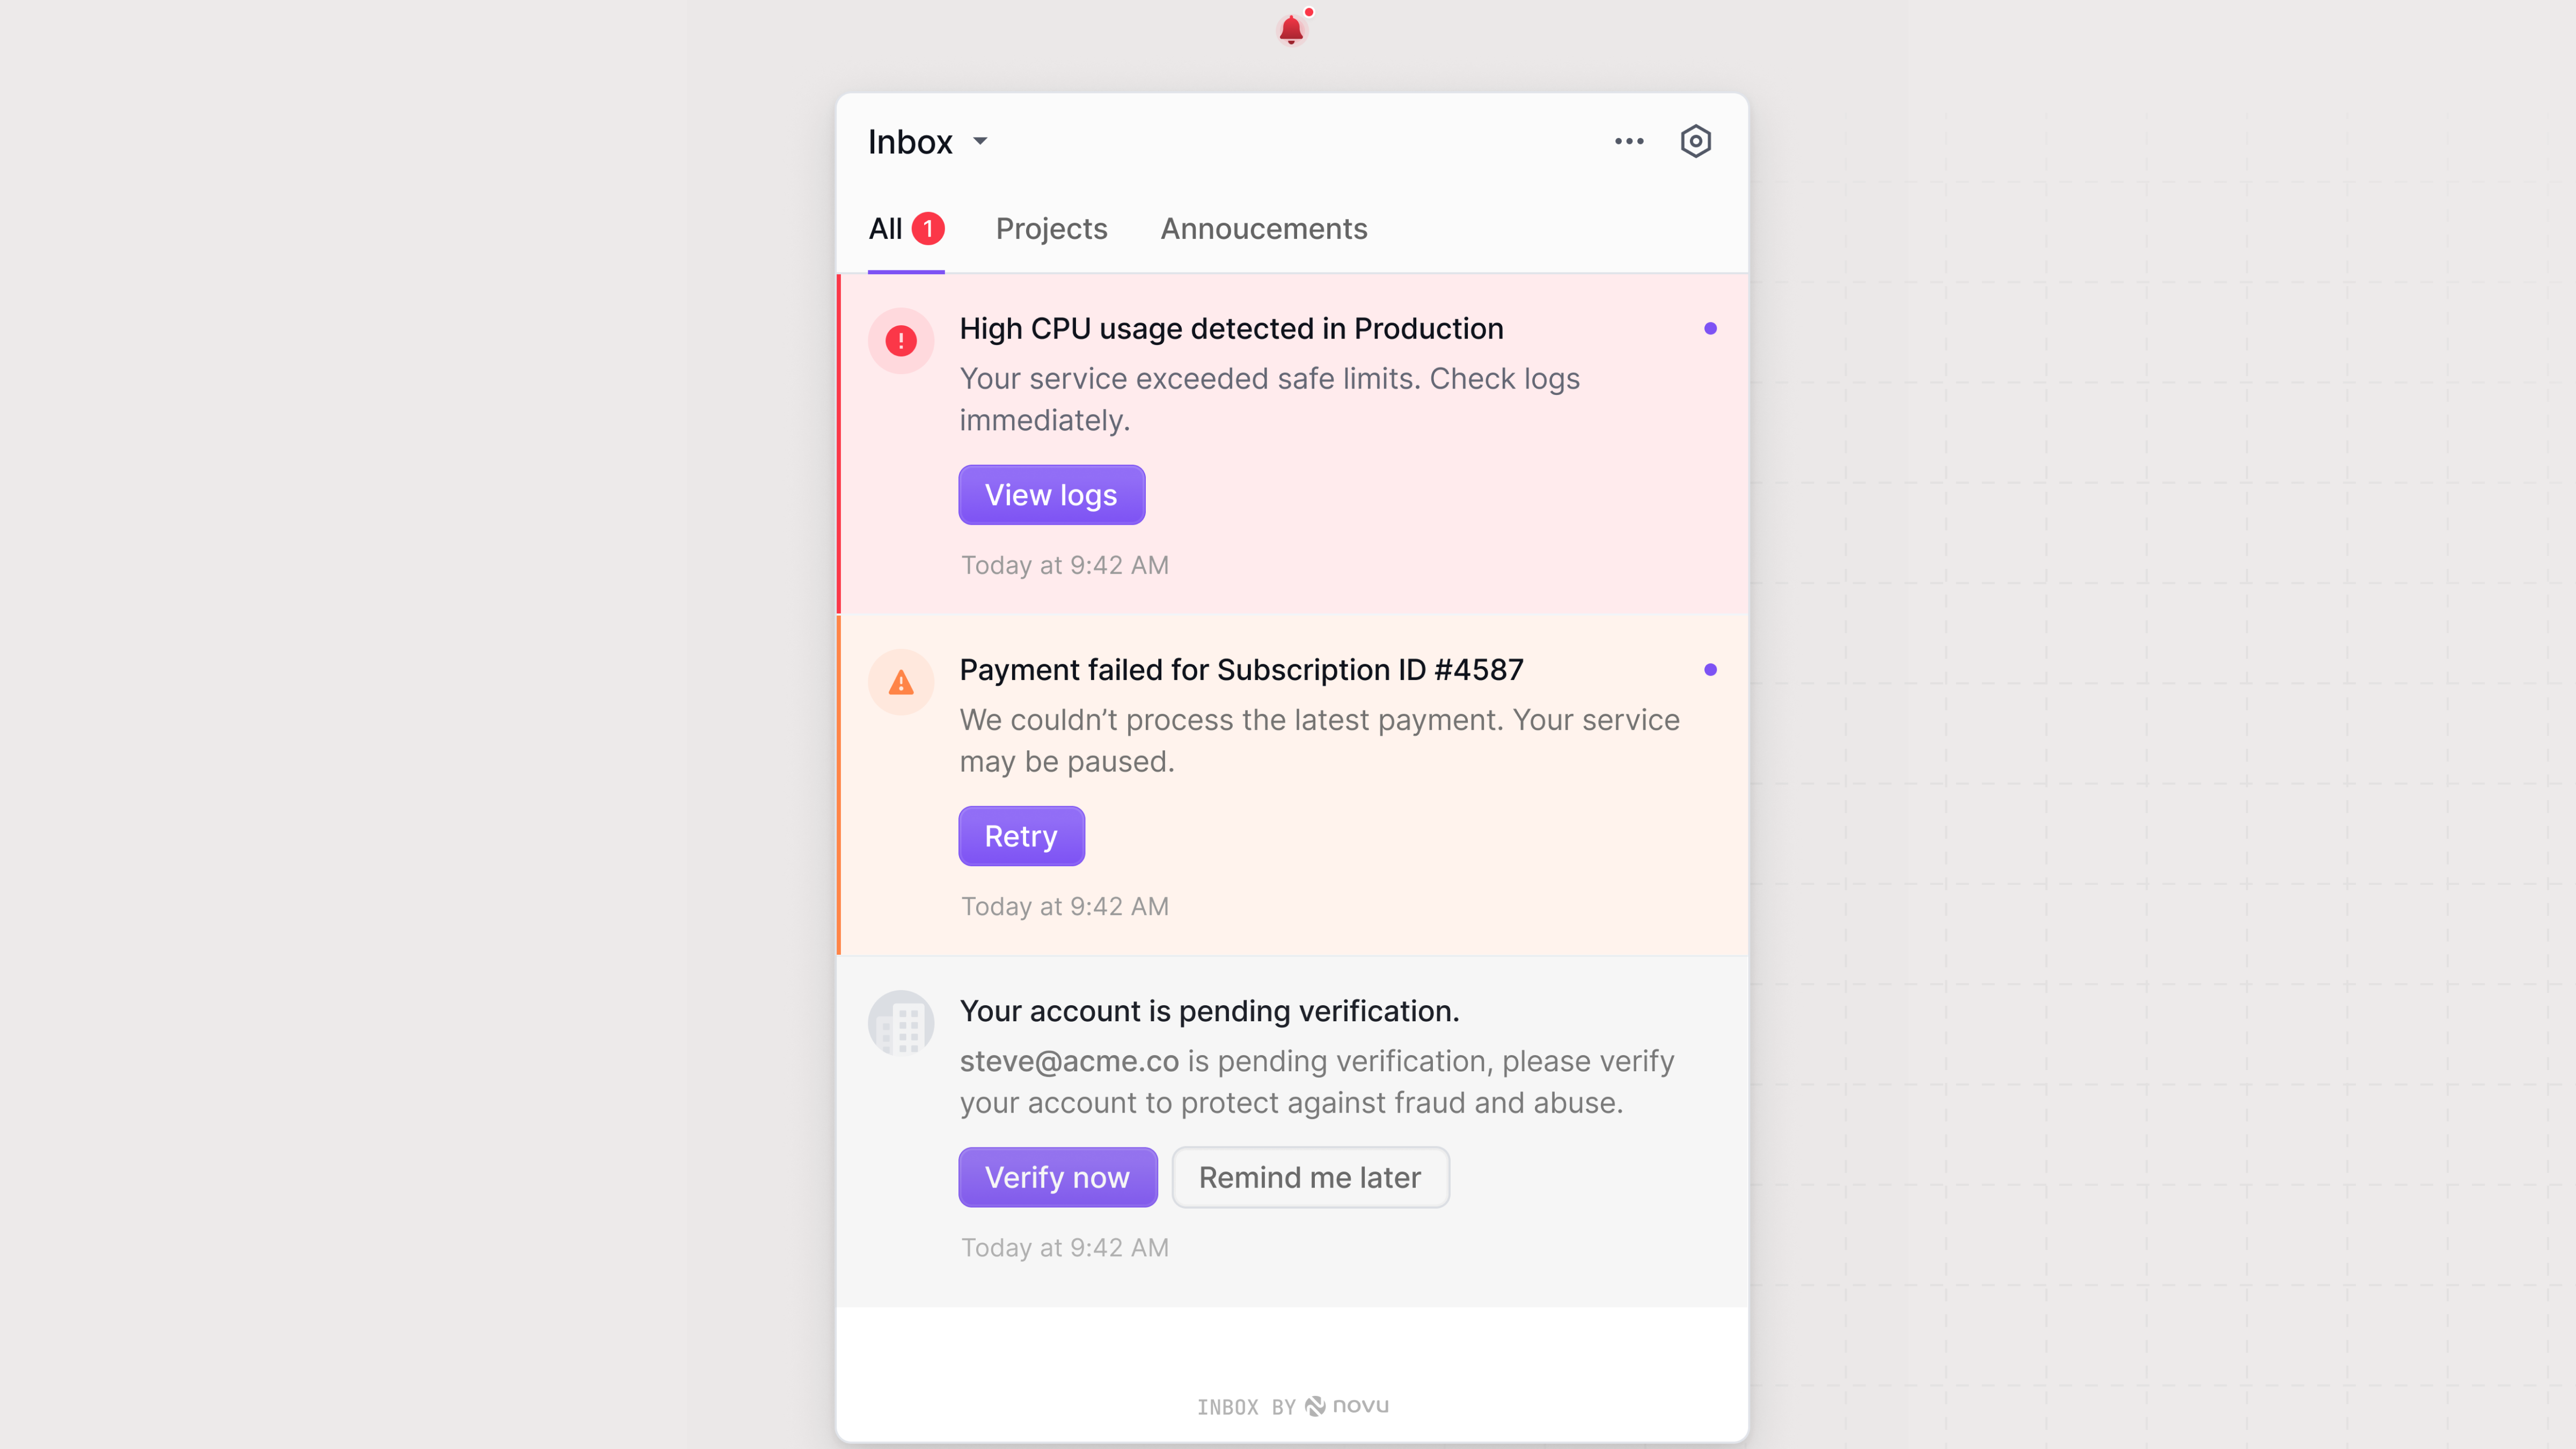 Inbox
All 1 Projects Annoucements
High CPU usage detected in Production
Your service exceeded safe limits. Check logs
immediately.
View logs
Today at 9:42 AM
Payment failed for Subscription ID #4587
We couldn’t process the latest payment. Your service
may be paused.
Retry
Today at 9:42 AM
Your account is pending verification.
steve@acme.co is pending verification, please verify
your account to protect against fraud and abuse.
Verify now Remind me later
Today at 9:42 AM
INBOX BY novu